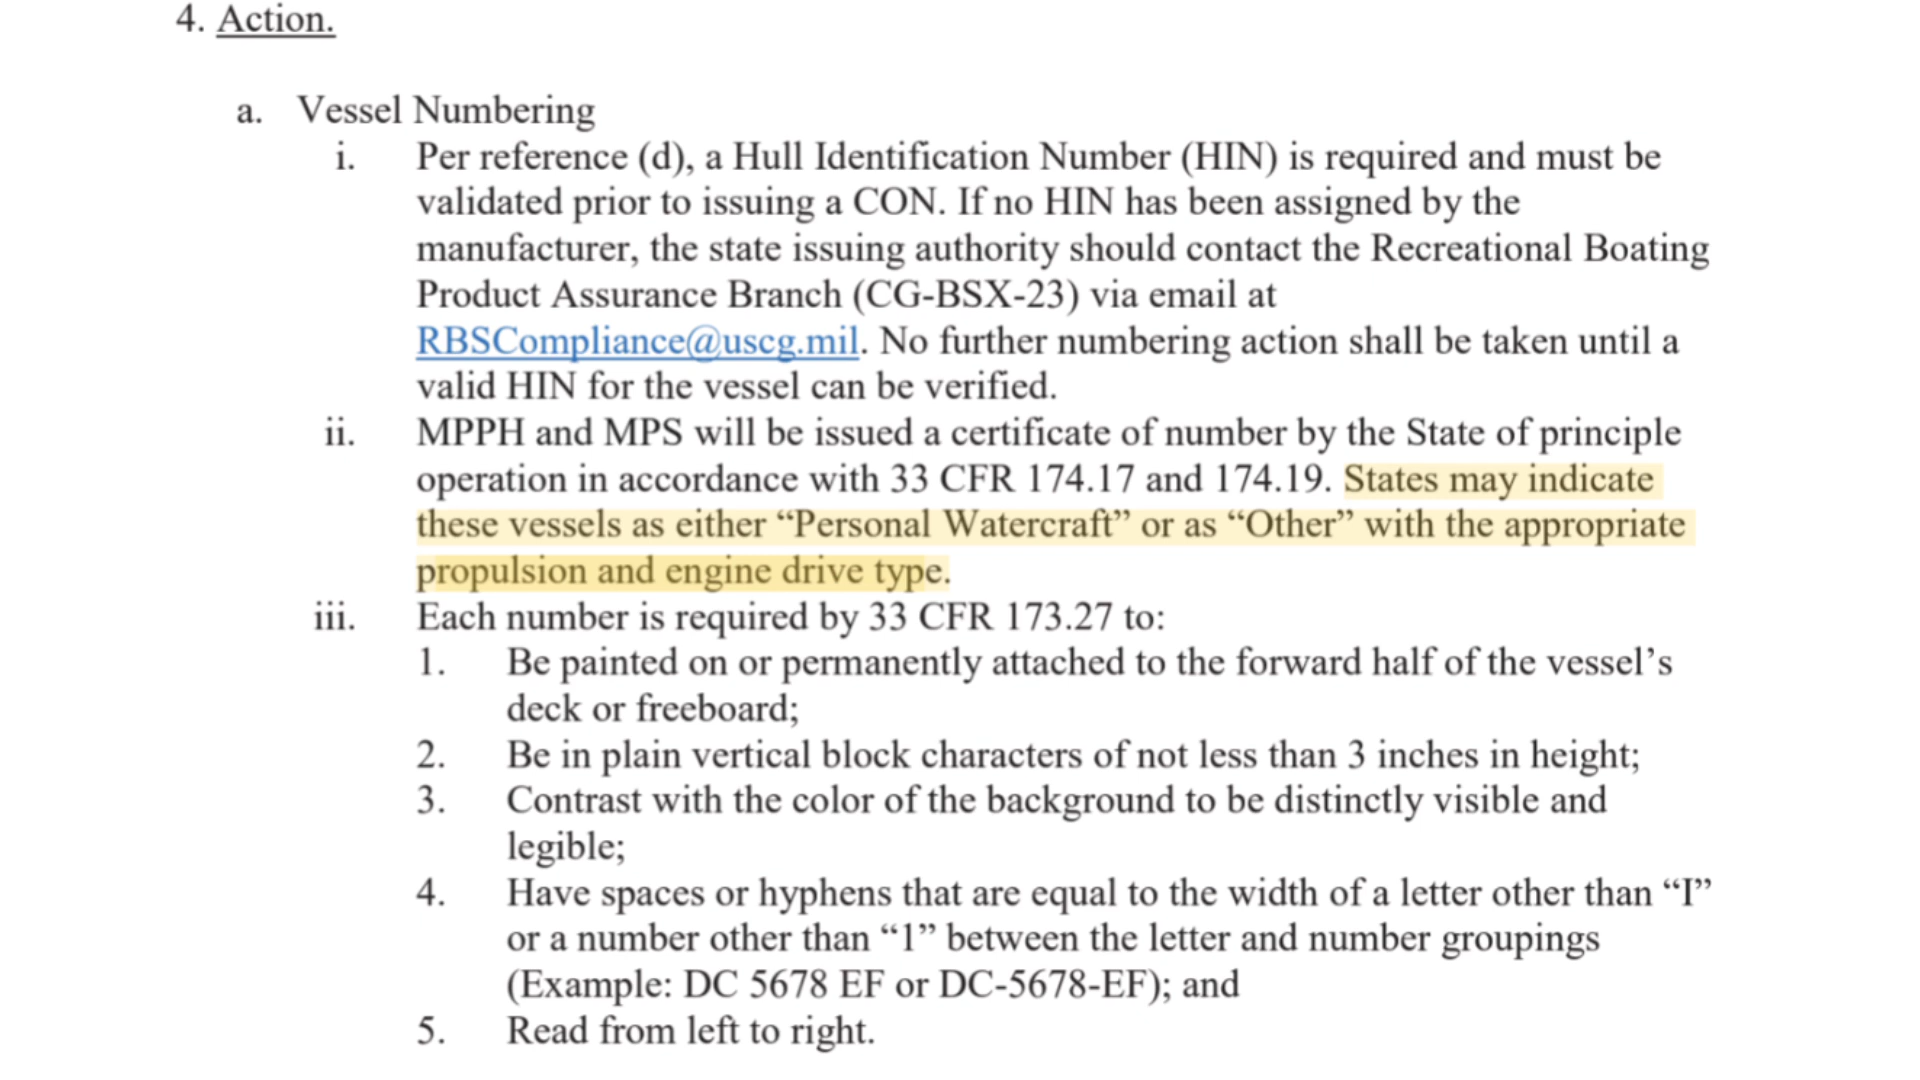 4. Action.
a. Vessel Numbering
i. Per reference (d), a Hull Identification Number (HIN) is required and must be
validated prior to issuing a CON. If no HIN has been assigned by the
manufacturer, the state issuing authority should contact the Recreational Boating
Product Assurance Branch (CG-BSX-23) via email at
RBSCompliance@uscg.mil. No further numbering action shall be taken until a
valid HIN for the vessel can be verified.
ii. MPPH and MPS will be issued a certificate of number by the State of principle
operation in accordance with 33 CFR 174.17 and 174.19. States may indicate
these vessels as either “Personal Watercraft” or as “Other” with the appropriate
propulsion and engine drive type.
iii. Each number is required by 33 CFR 173.27 to:
1. Be painted on or permanently attached to the forward half of the vessel’s
deck or freeboard;
2. Be in plain vertical block characters of not less than 3 inches in height;
3. Contrast with the color of the background to be distinctly visible and
legible;
4. Have spaces or hyphens that are equal to the width of a letter other than “I”
or a number other than “1” between the letter and number groupings
(Example: DC 5678 EF or DC-5678-EF); and
5. Read from left to right.